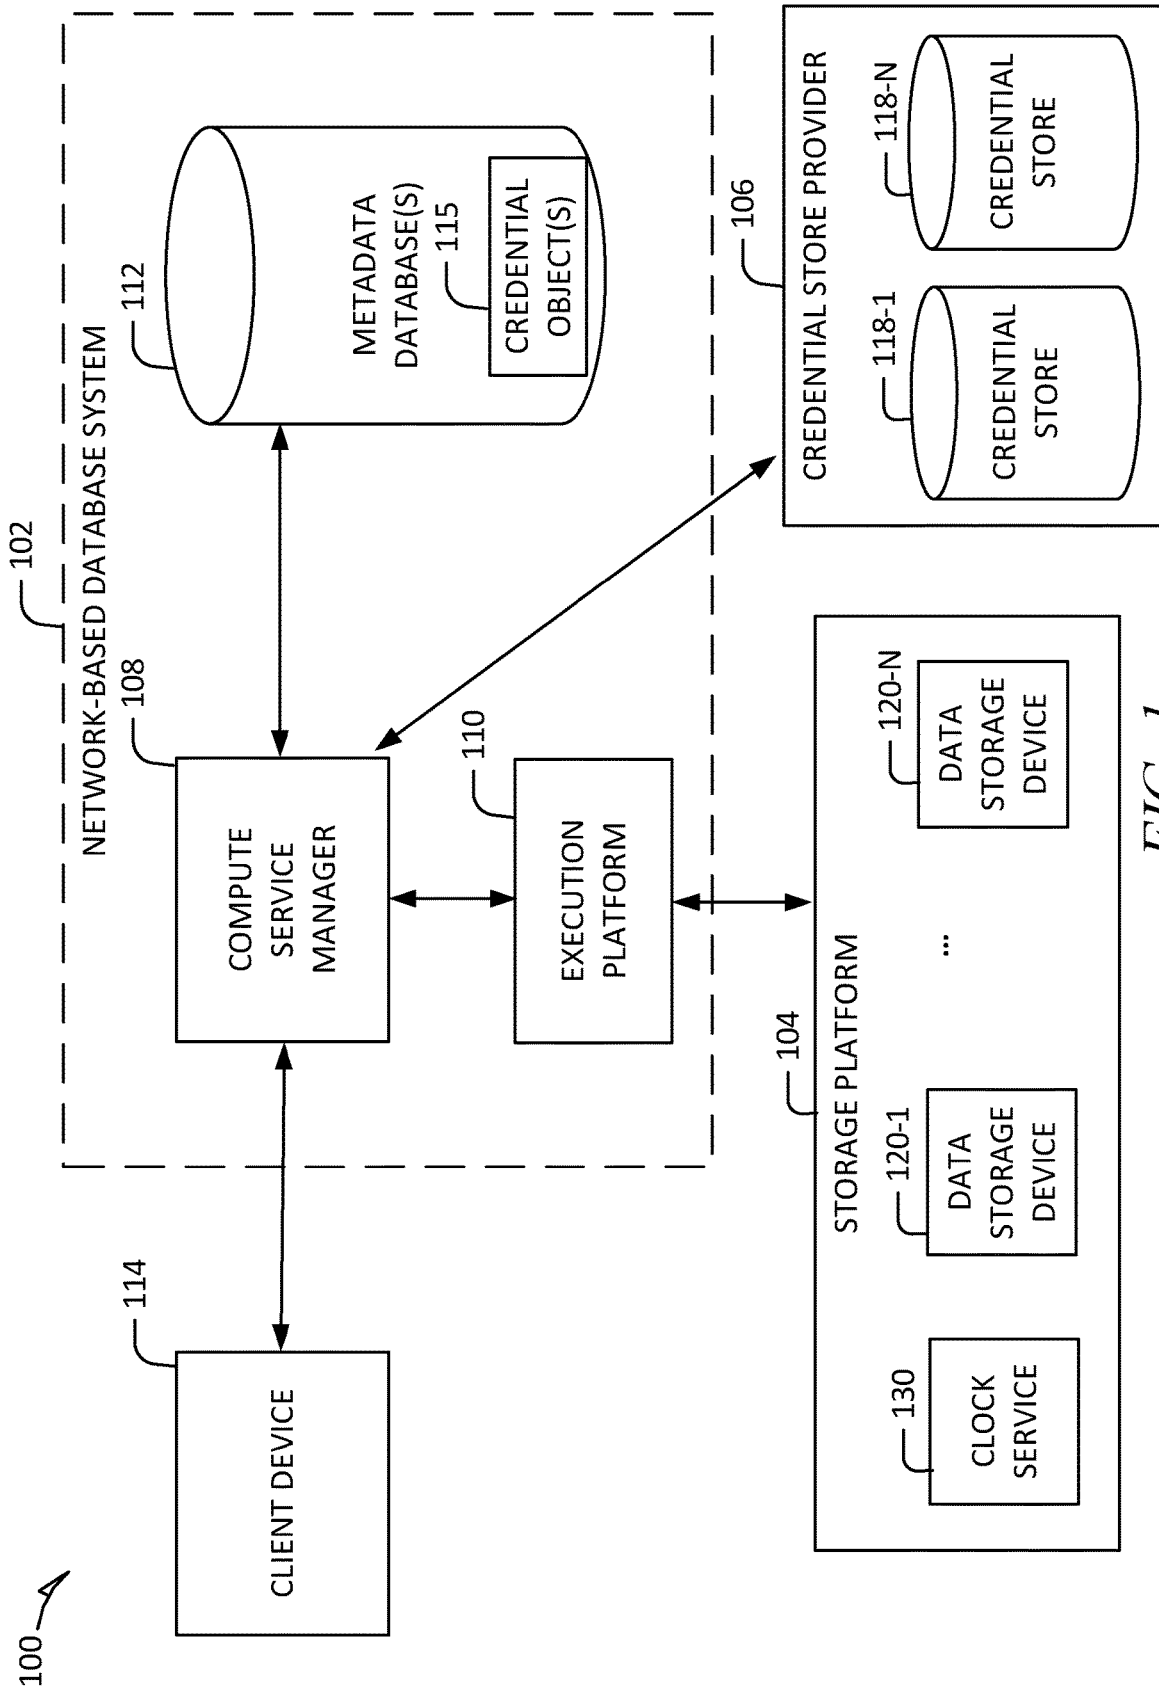 100
102
NETWORK-BASED DATABASE SYSTEM
114
CLIENT DEVICE
108
COMPUTE
SERVICE
MANAGER
112
METADATA
DATABASE(S)
115
CREDENTIAL
OBJECT(S)
110
EXECUTION
PLATFORM
104
STORAGE PLATFORM
130
CLOCK
SERVICE
120-1
DATA
STORAGE
DEVICE
...
120-N
DATA
STORAGE
DEVICE
106
CREDENTIAL STORE PROVIDER
118-1
CREDENTIAL
STORE
118-N
CREDENTIAL
STORE
FIG. 1